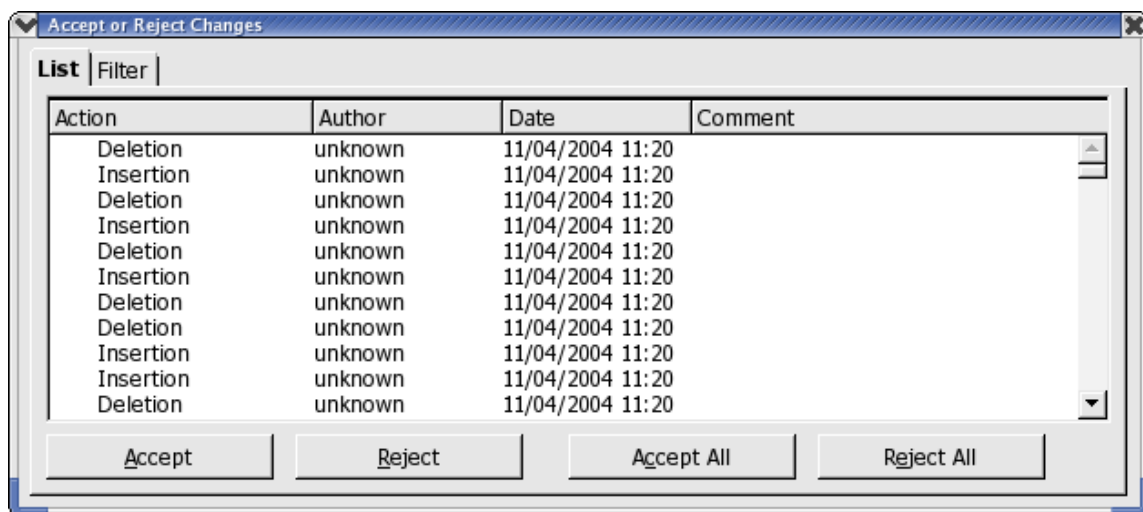 Accept or Reject Changes
List Filter
Action Author Date Comment
Deletion unknown 11/04/2004 11:20
Insertion unknown 11/04/2004 11:20
Deletion unknown 11/04/2004 11:20
Insertion unknown 11/04/2004 11:20
Deletion unknown 11/04/2004 11:20
Insertion unknown 11/04/2004 11:20
Deletion unknown 11/04/2004 11:20
Deletion unknown 11/04/2004 11:20
Insertion unknown 11/04/2004 11:20
Insertion unknown 11/04/2004 11:20
Deletion unknown 11/04/2004 11:20
Accept Reject Accept All Reject All